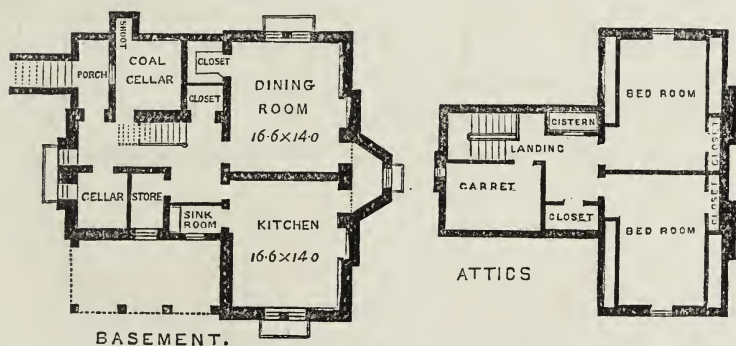 SHOOT
COAL
CELLAR
PORCH
CLOSET
CLOSET
DINING
ROOM
16.6×14.0
CELLAR
STORE
SINK
ROOM
KITCHEN
16.6×14.0
BASEMENT.
BED ROOM
CISTERN
LANDING
GARRET.
CLOSET
CLOSET
CLOSET
BED ROOM
ATTICS